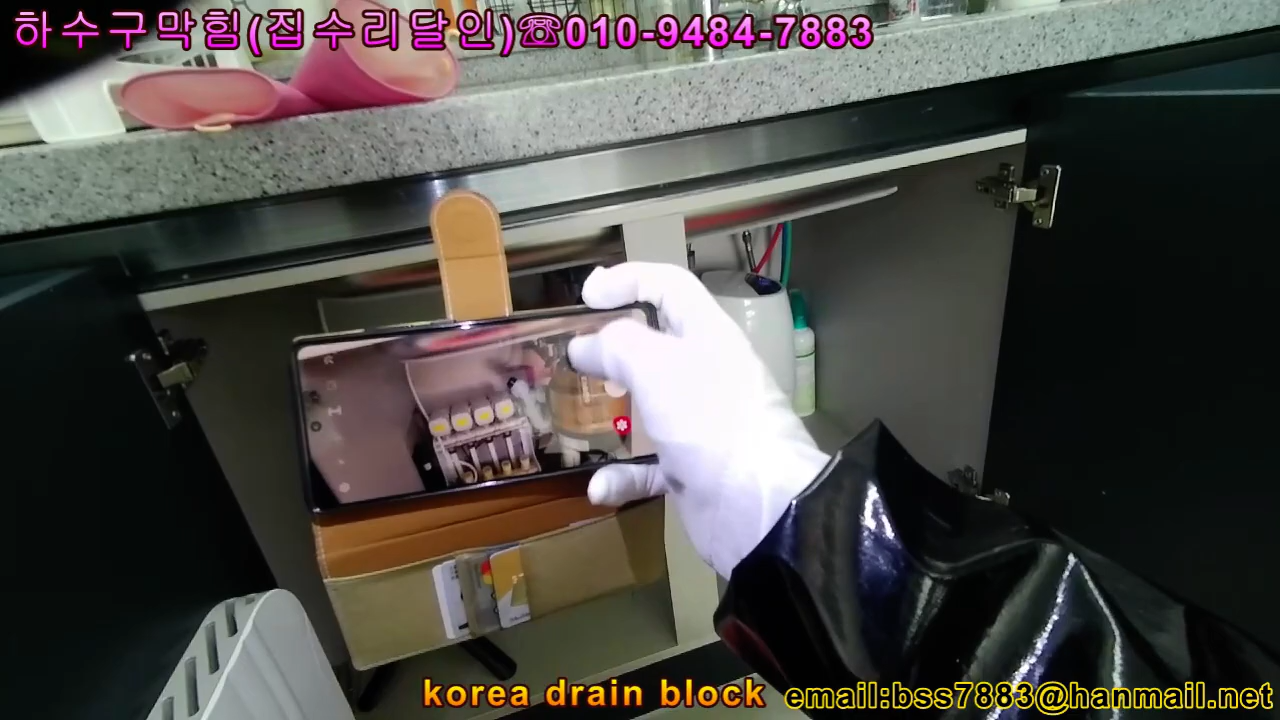 하수구막힘(집수리달인)☎010-9484-7883
korea drain block
email:bss7883@hanmail.net